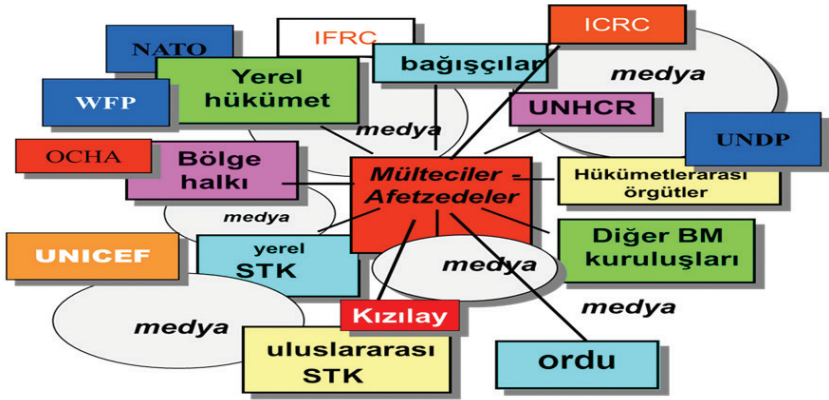 NATO
IFRC
ICRC
Yerel
hükümet
bağışçılar
medya
WFP
medya
UNHCR
UNDP
OCHA
Bölge
halkı
Mülteciler -
Afetzedeler
Hükümetlerarası
örgütler
medya
UNICEF
yerel
STK
medya
Diğer BM
kuruluşları
medya
Kızılay
medya
uluslararası
STK
ordu